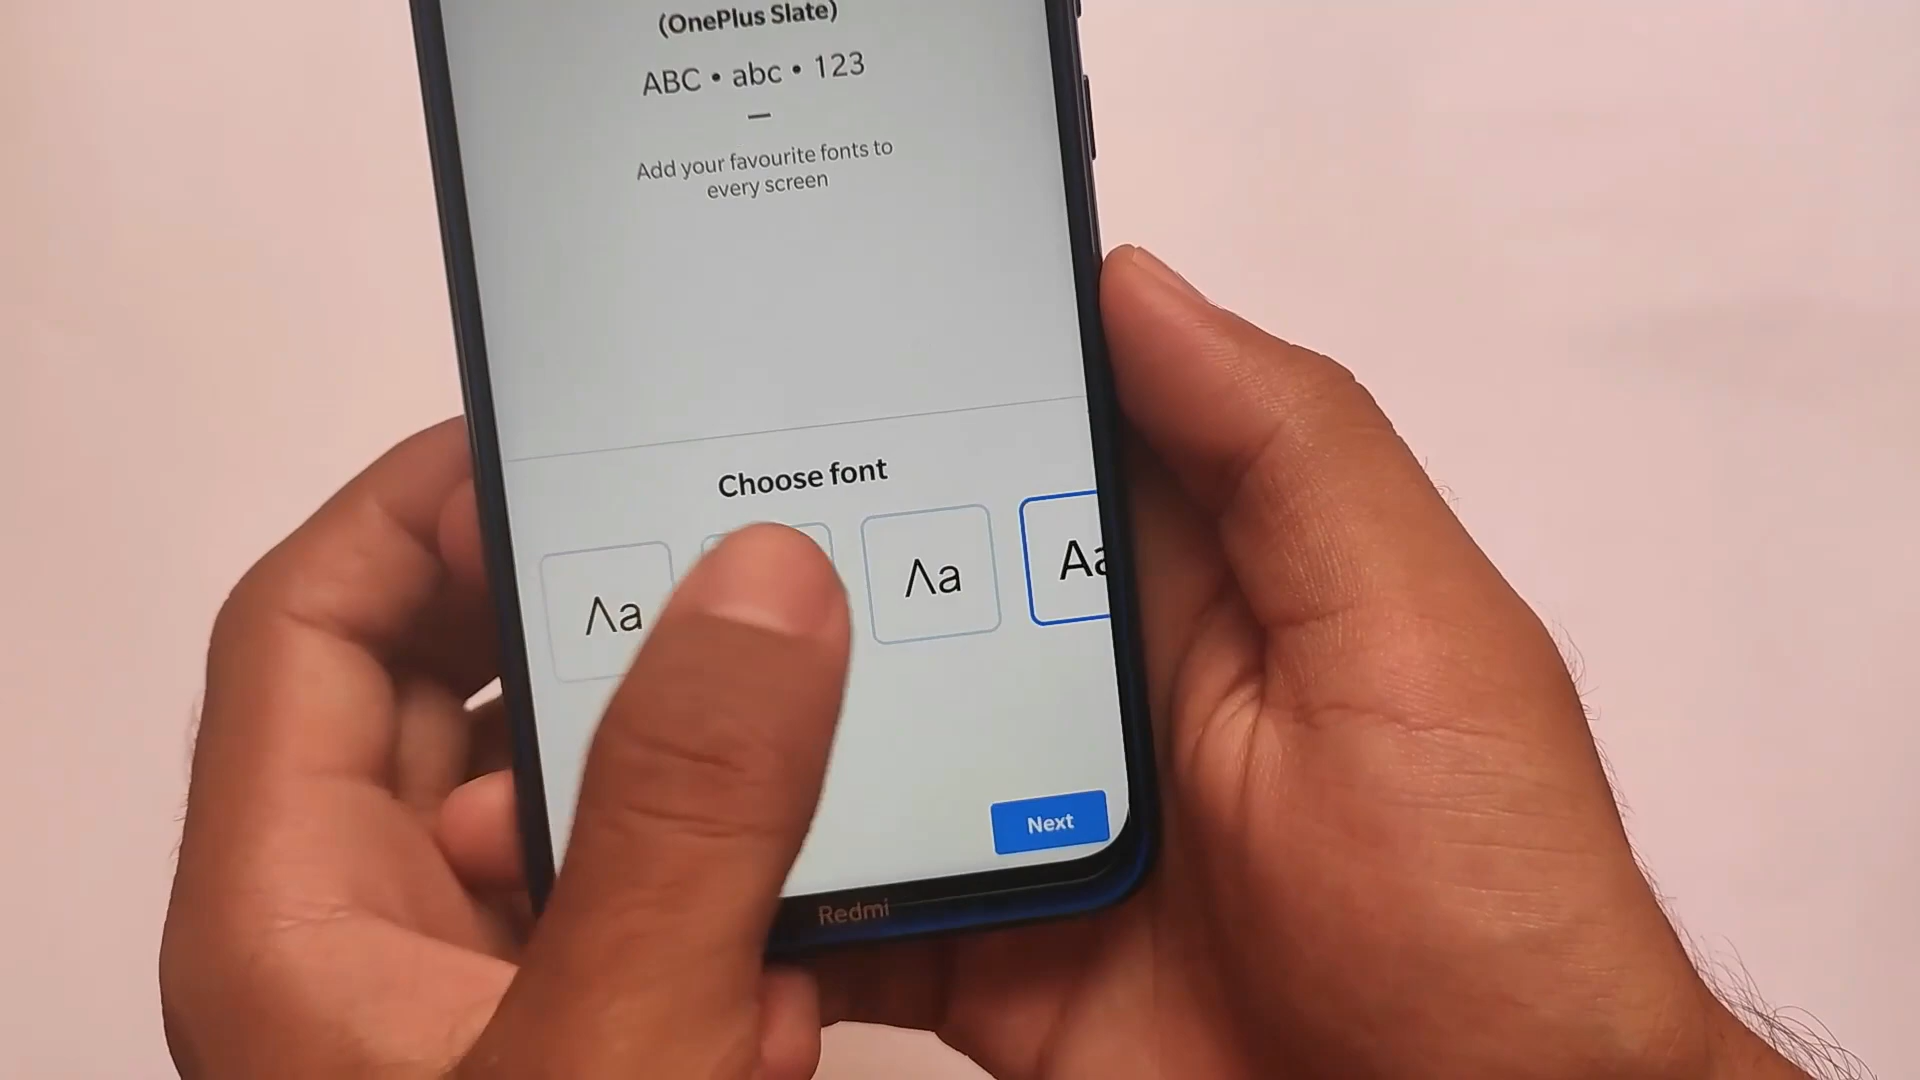 (OnePlus Slate)
ABC • abc • 123
Add your favourite fonts to
every screen
Choose font
Λa Λa Aa
Next
Redmi